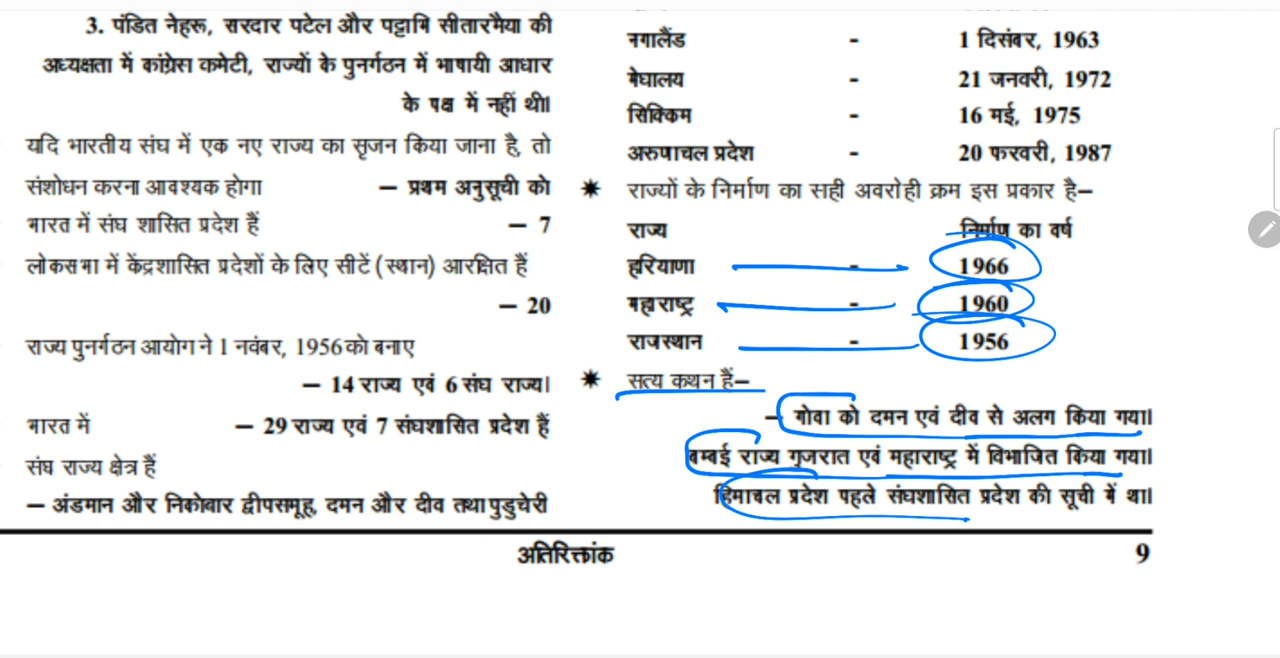 3. पंडित नेहरू, सरदार पटेल और पट्टाभि सीतारमैया की
अध्यक्षता में कांग्रेस कमेटी, राज्यों के पुनर्गठन में भाषायी आधार
के पक्ष में नहीं थी।
यदि भारतीय संघ में एक नए राज्य का सृजन किया जाना है, तो
संशोधन करना आवश्यक होगा – प्रथम अनुसूची को
भारत में संघ शासित प्रदेश हैं – 7
लोकसभा में केंद्रशासित प्रदेशों के लिए सीटें (स्थान) आरक्षित हैं
– 20
राज्य पुनर्गठन आयोग ने 1 नवंबर, 1956 को बनाए
– 14 राज्य एवं 6 संघ राज्य।
भारत में – 29 राज्य एवं 7 संघशासित प्रदेश हैं
संघ राज्य क्षेत्र हैं
– अंडमान और निकोबार द्वीपसमूह, दमन और दीव तथा पुडुचेरी
नगालैंड - 1 दिसंबर, 1963
मेघालय - 21 जनवरी, 1972
सिक्किम - 16 मई, 1975
अरुणाचल प्रदेश - 20 फरवरी, 1987
* राज्यों के निर्माण का सही अवरोही क्रम इस प्रकार है–
राज्य निर्माण का वर्ष
हरियाणा - 1966
महाराष्ट्र - 1960
राजस्थान - 1956
* सत्य कथन हैं–
– गोवा को दमन एवं दीव से अलग किया गया।
बम्बई राज्य गुजरात एवं महाराष्ट्र में विभाजित किया गया।
हिमाचल प्रदेश पहले संघशासित प्रदेश की सूची में था।
अतिरिक्तांक 9